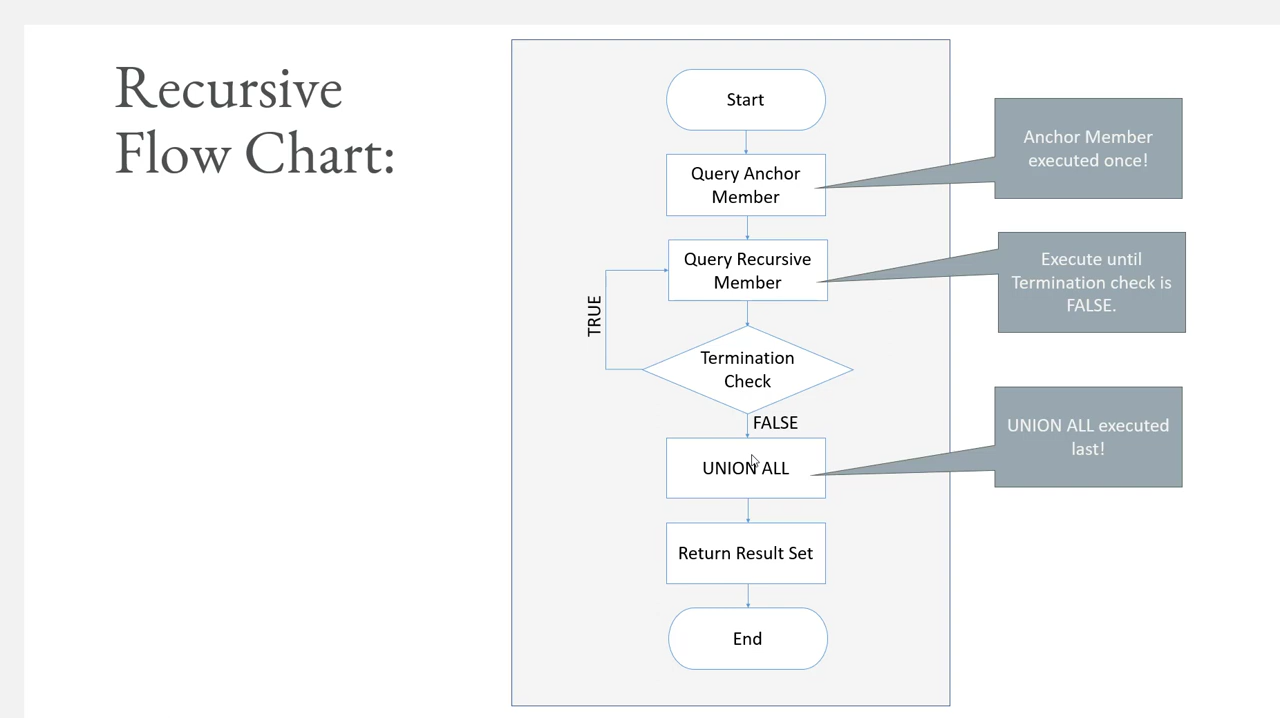 Recursive
Flow Chart:
Start
Query Anchor
Member
Anchor Member
executed once!
Query Recursive
Member
Execute until
Termination check is
FALSE.
TRUE
Termination
Check
FALSE
UNION ALL
UNION ALL executed
last!
Return Result Set
End